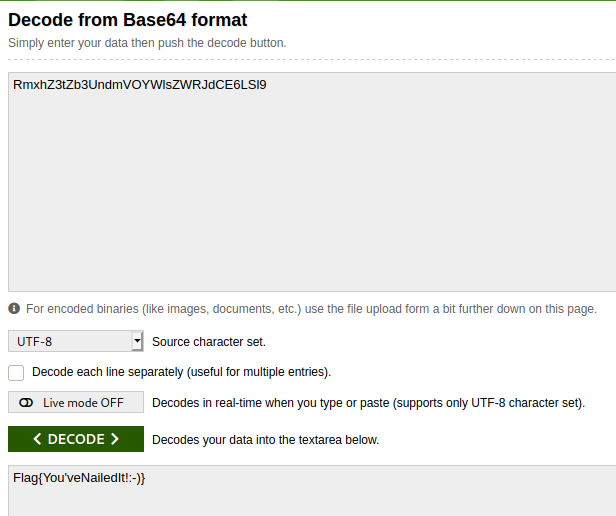 Decode from Base64 format
Simply enter your data then push the decode button.
RmxhZ3tZb3UndmVOYWlsZWRJdCE6LSl9
For encoded binaries (like images, documents, etc.) use the file upload form a bit further down on this page.
UTF-8 Source character set.
Decode each line separately (useful for multiple entries).
Live mode OFF Decodes in real-time when you type or paste (supports only UTF-8 character set).
< DECODE > Decodes your data into the textarea below.
Flag{You'veNailedIt!:-)}